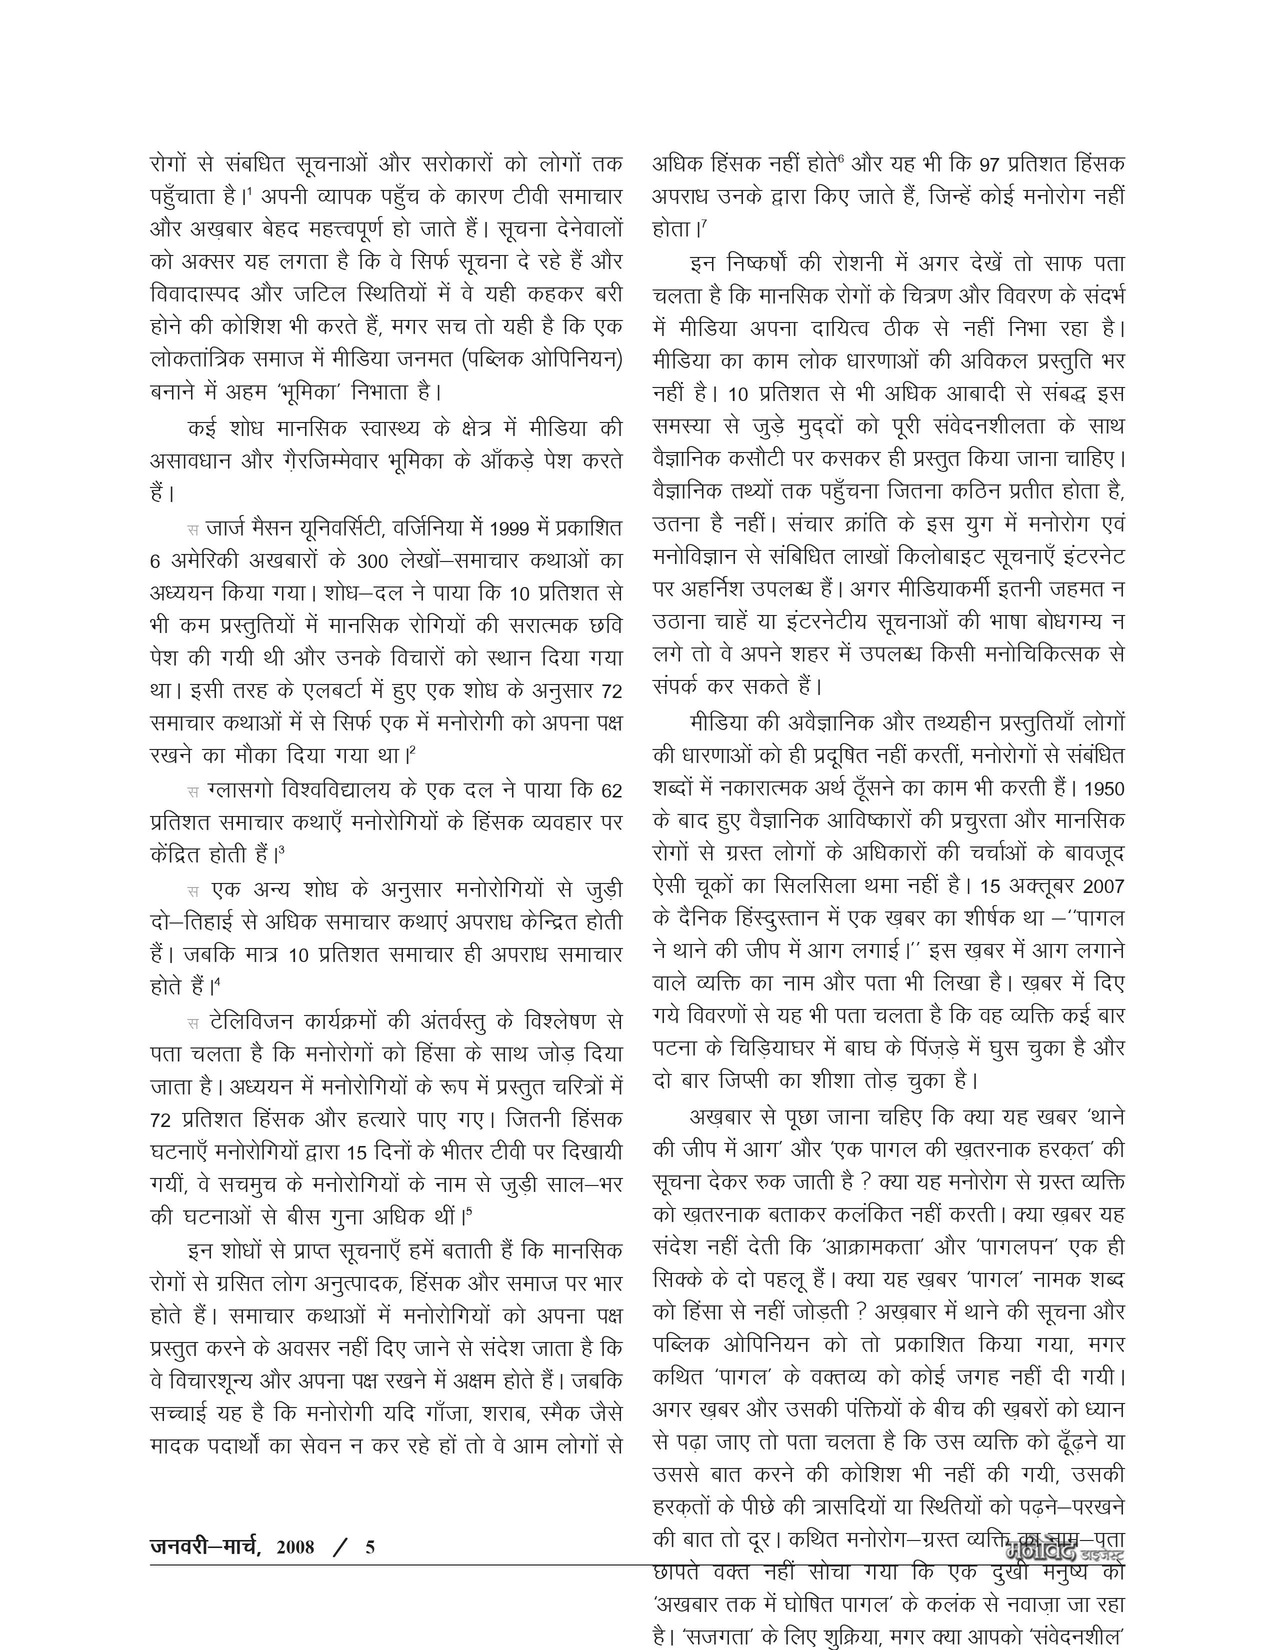 रोगों से संबधित सूचनाओं और सरोकारों को लोगों तक
पहुँचाता है।¹ अपनी व्यापक पहुँच के कारण टीवी समाचार
और अख़बार बेहद महत्त्वपूर्ण हो जाते हैं। सूचना देनेवालों
को अक्सर यह लगता है कि वे सिर्फ सूचना दे रहे हैं और
विवादास्पद और जटिल स्थितियों में वे यही कहकर बरी
होने की कोशिश भी करते हैं, मगर सच तो यही है कि एक
लोकतांत्रिक समाज में मीडिया जनमत (पब्लिक ओपिनियन)
बनाने में अहम 'भूमिका' निभाता है।
कई शोध मानसिक स्वास्थ्य के क्षेत्र में मीडिया की
असावधान और गै़रजिम्मेवार भूमिका के आँकड़े पेश करते
हैं।
स जार्ज मैसन यूनिवर्सिटी, वर्जिनिया में 1999 में प्रकाशित
6 अमेरिकी अखबारों के 300 लेखों–समाचार कथाओं का
अध्ययन किया गया। शोध–दल ने पाया कि 10 प्रतिशत से
भी कम प्रस्तुतियों में मानसिक रोगियों की सरात्मक छवि
पेश की गयी थी और उनके विचारों को स्थान दिया गया
था। इसी तरह के एलबर्टा में हुए एक शोध के अनुसार 72
समाचार कथाओं में से सिर्फ एक में मनोरोगी को अपना पक्ष
रखने का मौका दिया गया था।²
स ग्लासगो विश्वविद्यालय के एक दल ने पाया कि 62
प्रतिशत समाचार कथाएँ मनोरोगियों के हिंसक व्यवहार पर
केंद्रित होती हैं।³
स एक अन्य शोध के अनुसार मनोरोगियों से जुड़ी
दो–तिहाई से अधिक समाचार कथाएं अपराध केन्द्रित होती
हैं। जबकि मात्र 10 प्रतिशत समाचार ही अपराध समाचार
होते हैं।⁴
स टेलिविजन कार्यक्रमों की अंतर्वस्तु के विश्लेषण से
पता चलता है कि मनोरोगों को हिंसा के साथ जोड़ दिया
जाता है। अध्ययन में मनोरोगियों के रूप में प्रस्तुत चरित्रों में
72 प्रतिशत हिंसक और हत्यारे पाए गए। जितनी हिंसक
घटनाएँ मनोरोगियों द्वारा 15 दिनों के भीतर टीवी पर दिखायी
गयीं, वे सचमुच के मनोरोगियों के नाम से जुड़ी साल–भर
की घटनाओं से बीस गुना अधिक थीं।⁵
इन शोधों से प्राप्त सूचनाएँ हमें बताती हैं कि मानसिक
रोगों से ग्रसित लोग अनुत्पादक, हिंसक और समाज पर भार
होते हैं। समाचार कथाओं में मनोरोगियों को अपना पक्ष
प्रस्तुत करने के अवसर नहीं दिए जाने से संदेश जाता है कि
वे विचारशून्य और अपना पक्ष रखने में अक्षम होते हैं। जबकि
सच्चाई यह है कि मनोरोगी यदि गाँजा, शराब, स्मैक जैसे
मादक पदार्थों का सेवन न कर रहे हों तो वे आम लोगों से
अधिक हिंसक नहीं होते⁶ और यह भी कि 97 प्रतिशत हिंसक
अपराध उनके द्वारा किए जाते हैं, जिन्हें कोई मनोरोग नहीं
होता।⁷
इन निष्कर्षों की रोशनी में अगर देखें तो साफ पता
चलता है कि मानसिक रोगों के चित्रण और विवरण के संदर्भ
में मीडिया अपना दायित्व ठीक से नहीं निभा रहा है।
मीडिया का काम लोक धारणाओं की अविकल प्रस्तुति भर
नहीं है। 10 प्रतिशत से भी अधिक आबादी से संबद्ध इस
समस्या से जुड़े मुद्दों को पूरी संवेदनशीलता के साथ
वैज्ञानिक कसौटी पर कसकर ही प्रस्तुत किया जाना चाहिए।
वैज्ञानिक तथ्यों तक पहुँचना जितना कठिन प्रतीत होता है,
उतना है नहीं। संचार क्रांति के इस युग में मनोरोग एवं
मनोविज्ञान से संबिधित लाखों किलोबाइट सूचनाएँ इंटरनेट
पर अहर्निश उपलब्ध हैं। अगर मीडियाकर्मी इतनी जहमत न
उठाना चाहें या इंटरनेटीय सूचनाओं की भाषा बोधगम्य न
लगे तो वे अपने शहर में उपलब्ध किसी मनोचिकित्सक से
संपर्क कर सकते हैं।
मीडिया की अवैज्ञानिक और तथ्यहीन प्रस्तुतियाँ लोगों
की धारणाओं को ही प्रदूषित नहीं करतीं, मनोरोगों से संबंधित
शब्दों में नकारात्मक अर्थ ठूँसने का काम भी करती हैं। 1950
के बाद हुए वैज्ञानिक आविष्कारों की प्रचुरता और मानसिक
रोगों से ग्रस्त लोगों के अधिकारों की चर्चाओं के बावजूद
ऐसी चूकों का सिलसिला थमा नहीं है। 15 अक्तूबर 2007
के दैनिक हिंस्दुस्तान में एक ख़बर का शीर्षक था –''पागल
ने थाने की जीप में आग लगाई।'' इस ख़बर में आग लगाने
वाले व्यक्ति का नाम और पता भी लिखा है। ख़बर में दिए
गये विवरणों से यह भी पता चलता है कि वह व्यक्ति कई बार
पटना के चिड़ियाघर में बाघ के पिंज़ड़े में घुस चुका है और
दो बार जिप्सी का शीशा तोड़ चुका है।
अख़बार से पूछा जाना चहिए कि क्या यह खबर 'थाने
की जीप में आग' और 'एक पागल की ख़तरनाक हरक़त' की
सूचना देकर रुक जाती है ? क्या यह मनोरोग से ग्रस्त व्यक्ति
को ख़तरनाक बताकर कलंकित नहीं करती। क्या ख़बर यह
संदेश नहीं देती कि 'आक्रामकता' और 'पागलपन' एक ही
सिक्के के दो पहलू हैं। क्या यह ख़बर 'पागल' नामक शब्द
को हिंसा से नहीं जोड़ती ? अख़बार में थाने की सूचना और
पब्लिक ओपिनियन को तो प्रकाशित किया गया, मगर
कथित 'पागल' के वक्तव्य को कोई जगह नहीं दी गयी।
अगर ख़बर और उसकी पंक्तियों के बीच की ख़बरों को ध्यान
से पढ़ा जाए तो पता चलता है कि उस व्यक्ति को ढूँढ़ने या
उससे बात करने की कोशिश भी नहीं की गयी, उसकी
हरक़तों के पीछे की त्रासदियों या स्थितियों को पढ़ने–परखने
की बात तो दूर। कथित मनोरोग–ग्रस्त व्यक्ति का नाम–पता
छापते वक्त नहीं सोचा गया कि एक दुखी मनुष्य को
'अखबार तक में घोषित पागल' के कलंक से नवाज़ा जा रहा
है। 'सजगता' के लिए शुक्रिया, मगर क्या आपको 'संवेदनशील'
जनवरी–मार्च, 2008 / 5
मनोवेद डाइजेस्ट